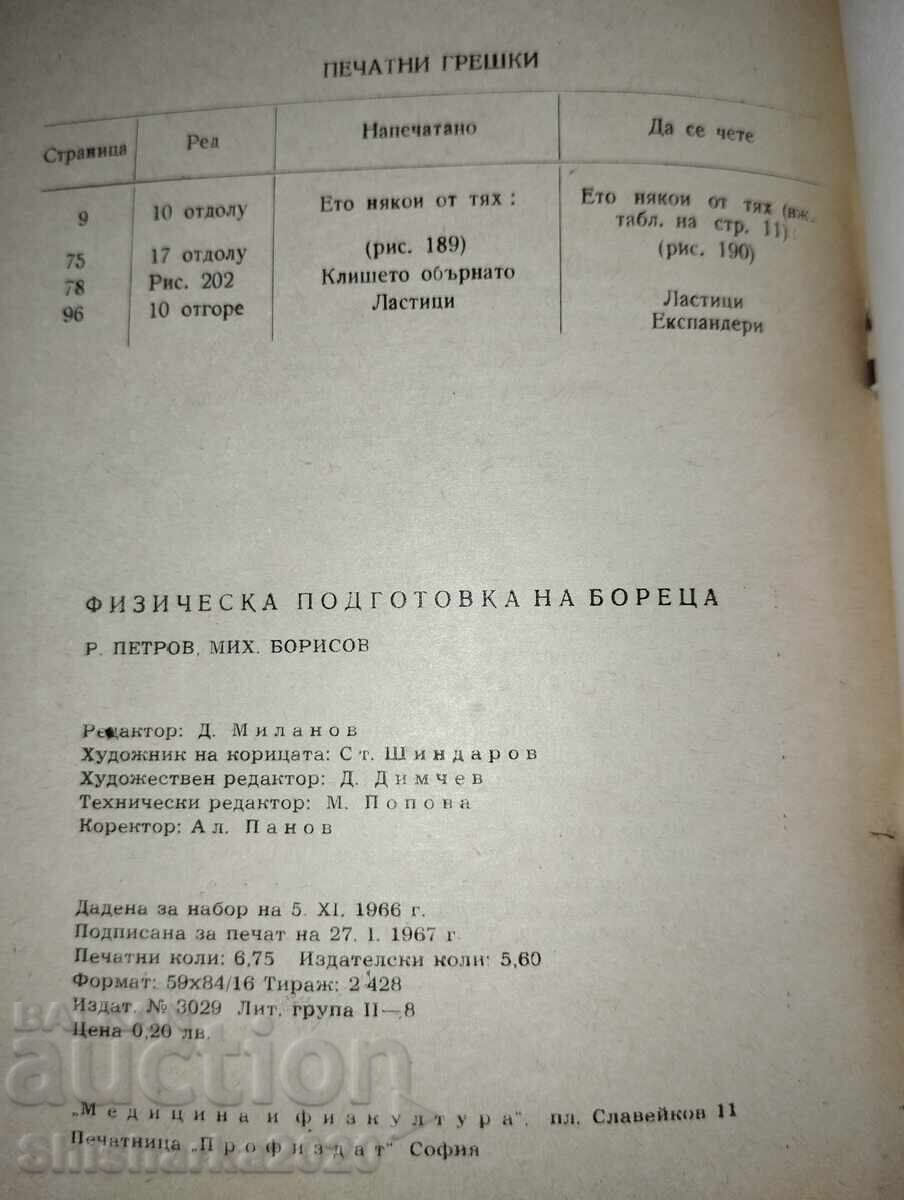 ПЕЧАТНИ ГРЕШКИ
Страница Ред Напечатано Да се чете
9 10 отдолу Ето някои от тях : Ето някои от тях (вж.
табл. на стр. 11):
75 17 отдолу (рис. 189) (рис. 190)
78 Рис. 202 Клишето обърнато
96 10 отгоре Ластици Ластици
Експандери
ФИЗИЧЕСКА ПОДГОТОВКА НА БОРЕЦА
Р. ПЕТРОВ, МИХ. БОРИСОВ
Редактор: Д. Миланов
Художник на корицата: Ст. Шиндаров
Художествен редактор: Д. Димчев
Технически редактор: М. Попова
Коректор: Ал. Панов
Дадена за набор на 5. XI. 1966 г.
Подписана за печат на 27. I. 1967 г.
Печатни коли: 6,75 Издателски коли: 5,60
Формат: 59х84/16 Тираж: 2 428
Издат. № 3029 Лит. група II—8
Цена 0,20 лв.
„Медицина и физкултура", пл. Славейков 11
Печатница „Профиздат" София
auction
shisharka2020